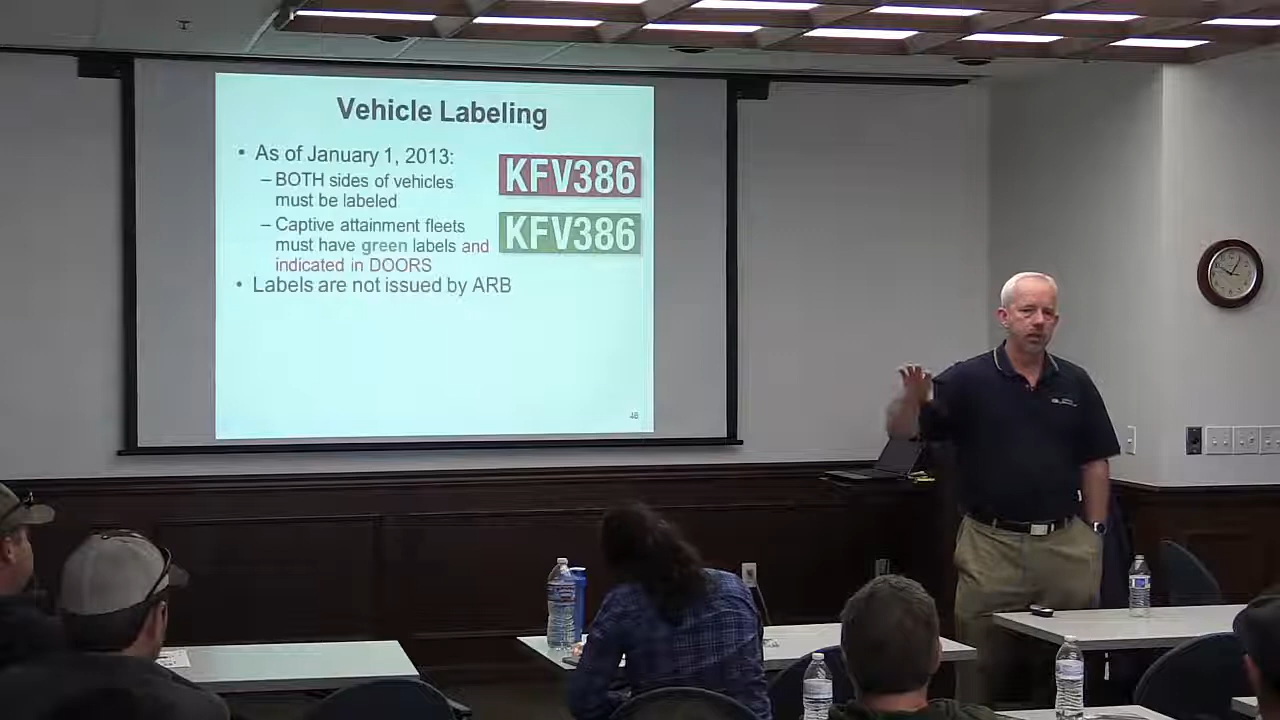 Vehicle Labeling
• As of January 1, 2013:
– BOTH sides of vehicles
must be labeled
– Captive attainment fleets
must have green labels and
indicated in DOORS
• Labels are not issued by ARB
KFV386
KFV386
46